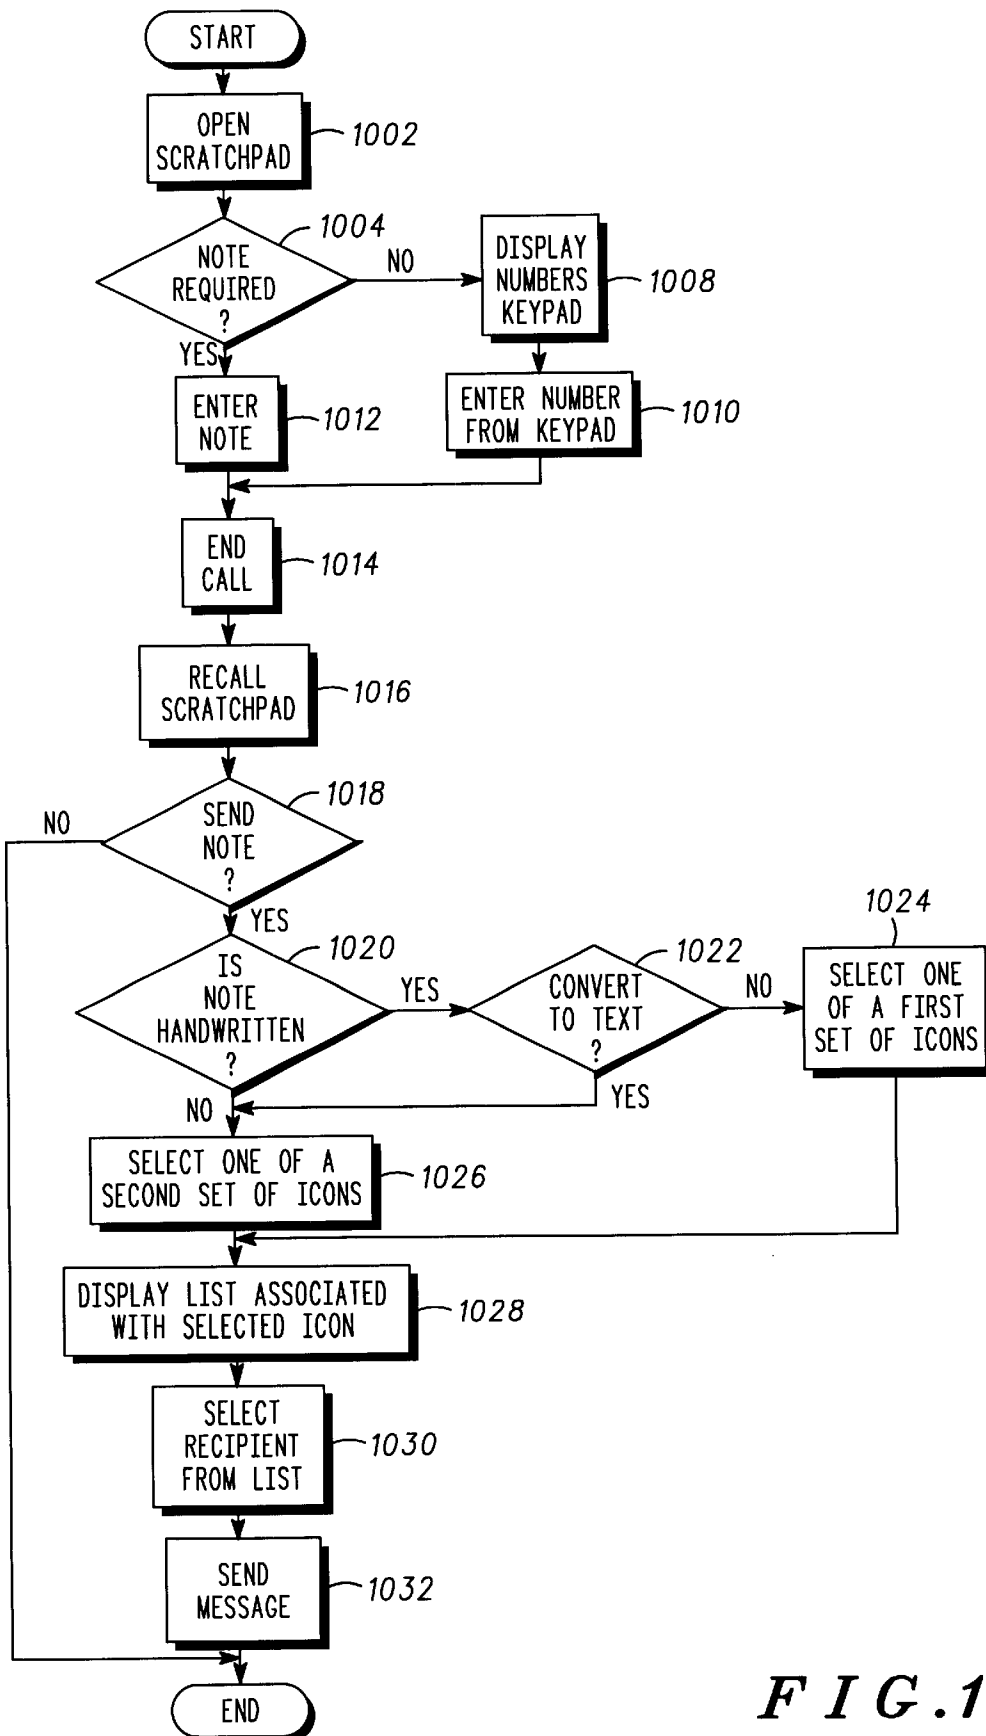 START
OPEN
SCRATCHPAD
1002
NOTE
REQUIRED
?
1004
NO
YES
DISPLAY
NUMBERS
KEYPAD
1008
ENTER
NOTE
1012
ENTER NUMBER
FROM KEYPAD
1010
END
CALL
1014
RECALL
SCRATCHPAD
1016
SEND
NOTE
?
1018
NO
YES
IS
NOTE
HANDWRITTEN
?
1020
YES
NO
CONVERT
TO TEXT
?
1022
NO
YES
1024
SELECT ONE
OF A FIRST
SET OF ICONS
SELECT ONE OF A
SECOND SET OF ICONS
1026
DISPLAY LIST ASSOCIATED
WITH SELECTED ICON
1028
SELECT
RECIPIENT
FROM LIST
1030
SEND
MESSAGE
1032
END
FIG.1